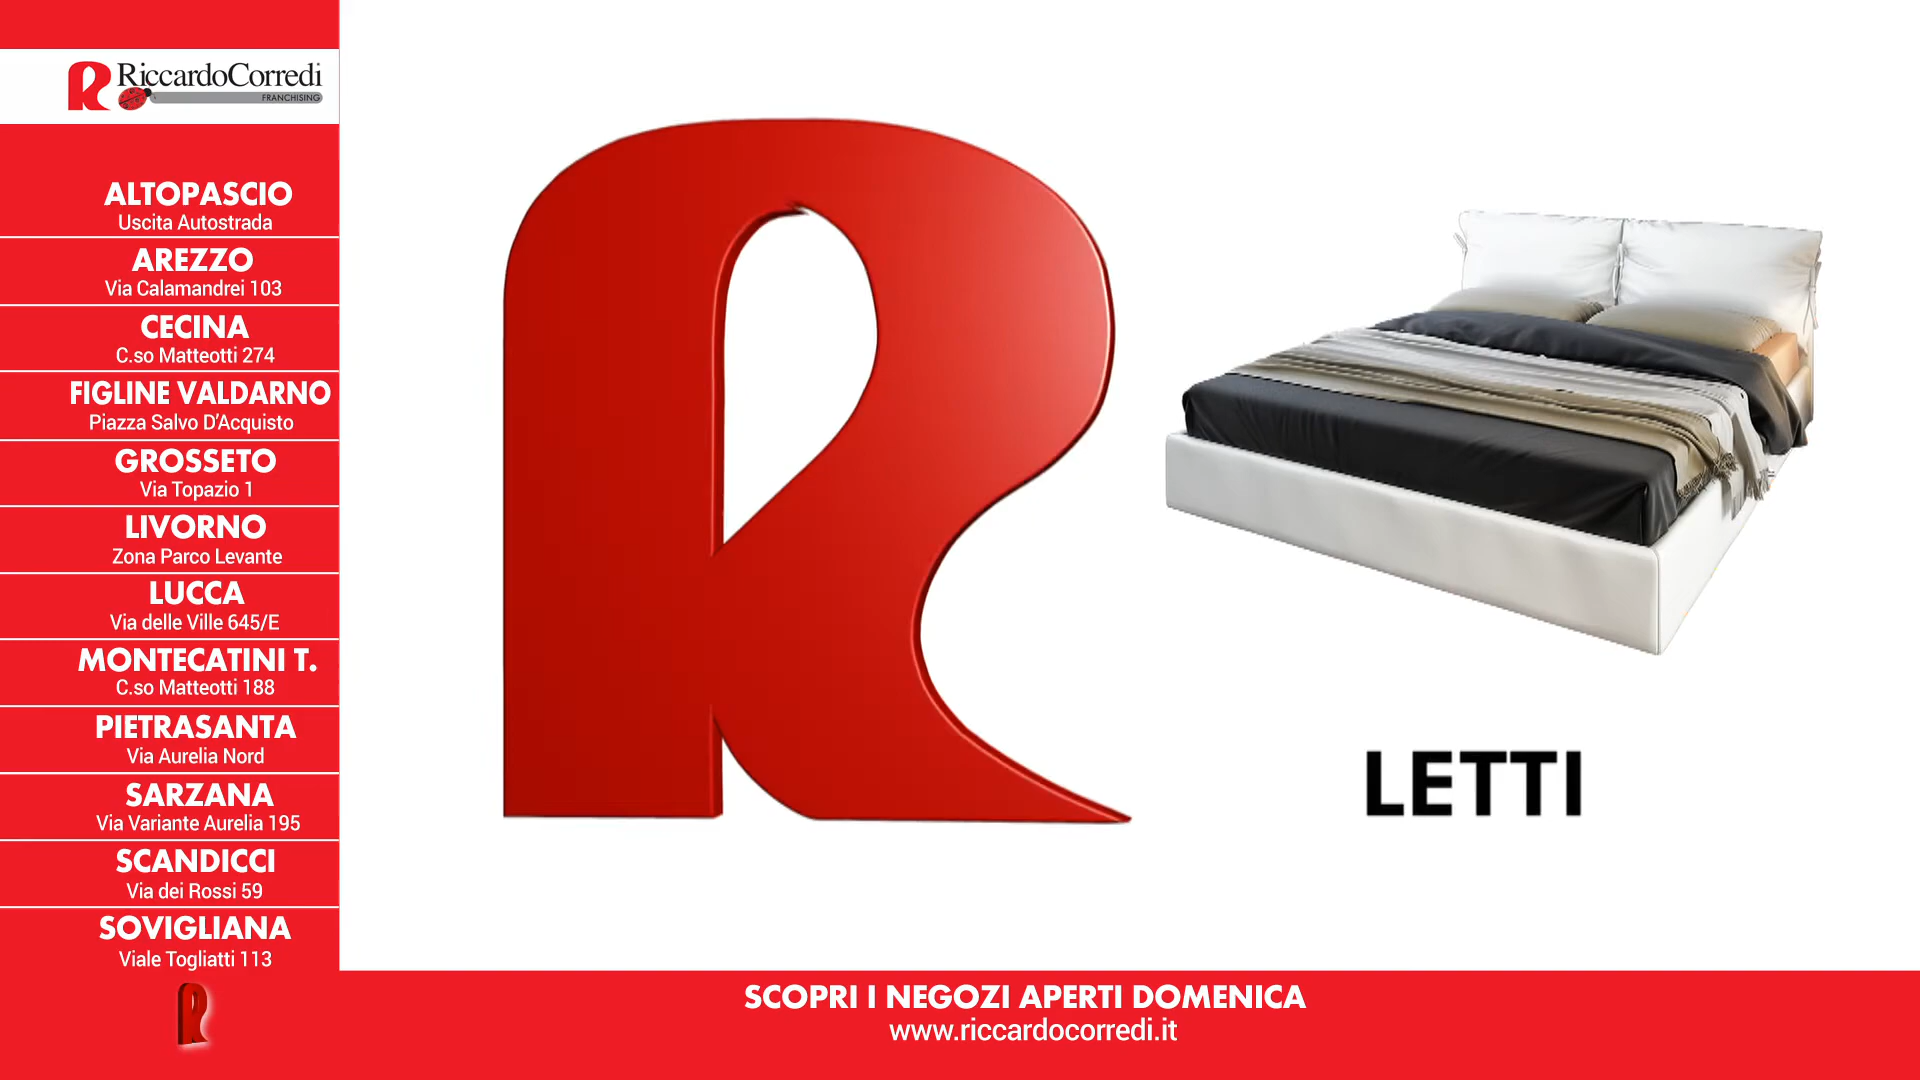 RiccardoCorredi
FRANCHISING
ALTOPASCIO
Uscita Autostrada
AREZZO
Via Calamandrei 103
CECINA
C.so Matteotti 274
FIGLINE VALDARNO
Piazza Salvo D'Acquisto
GROSSETO
Via Topazio 1
LIVORNO
Zona Parco Levante
LUCCA
Via delle Ville 645/E
MONTECATINI T.
C.so Matteotti 188
PIETRASANTA
Via Aurelia Nord
SARZANA
Via Variante Aurelia 195
SCANDICCI
Via dei Rossi 59
SOVIGLIANA
Viale Togliatti 113
R
R
LETTI
SCOPRI I NEGOZI APERTI DOMENICA
www.riccardocorredi.it